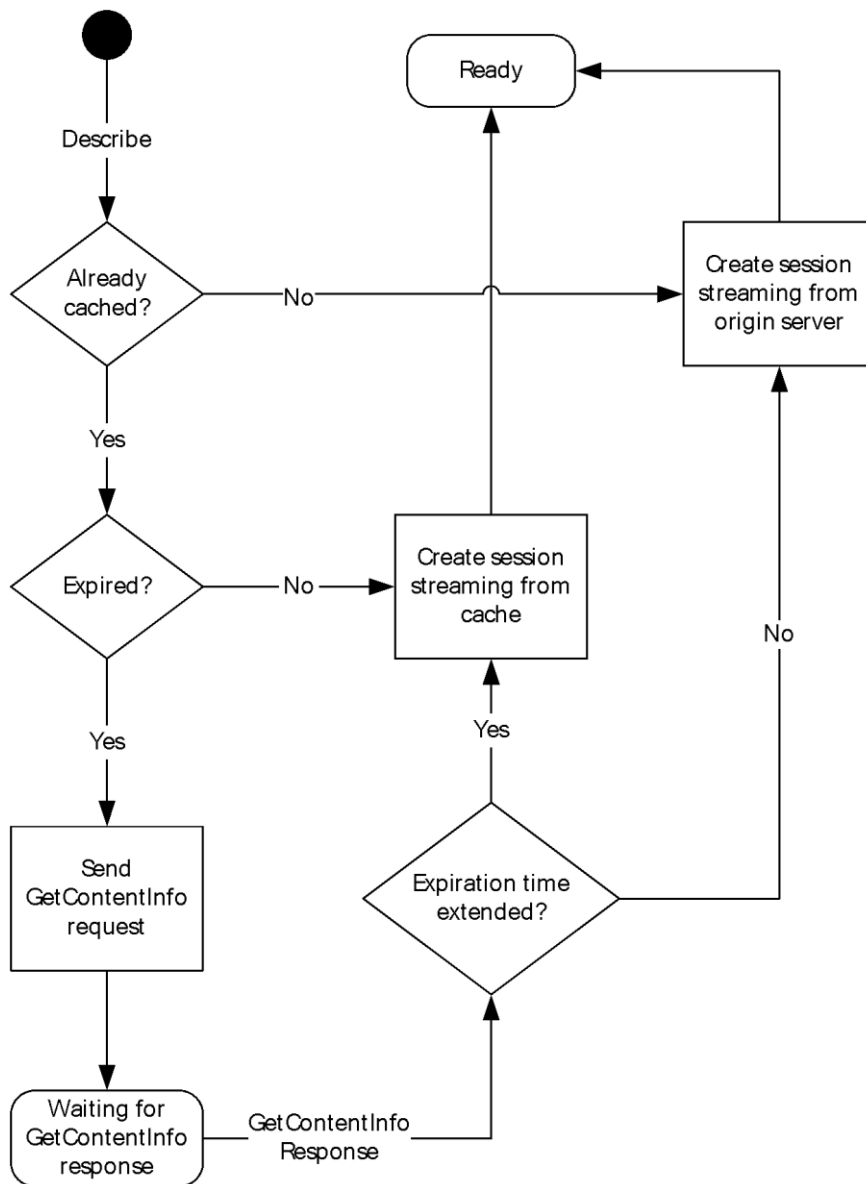 Ready
Describe
Already
cached?
No
Create session
streaming from
origin server
Yes
Expired?
No
Create session
streaming from
cache
No
Yes
Yes
Send
GetContentInfo
request
Expiration time
extended?
Waiting for
GetContentInfo
response
GetContentInfo
Response